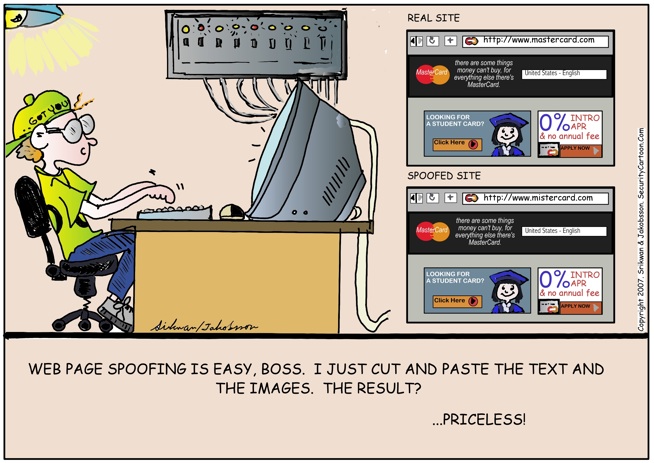 GOT YOU
REAL SITE
http://www.mastercard.com
MasterCard
there are some things
money can't buy, for
everything else there's
MasterCard.
United States - English
LOOKING FOR
A STUDENT CARD?
Click Here
0% INTRO
APR
& no annual fee
APPLY NOW
SPOOFED SITE
http://www.mistercard.com
MasterCard
there are some things
money can't buy, for
everything else there's
MasterCard.
United States - English
LOOKING FOR
A STUDENT CARD?
Click Here
0% INTRO
APR
& no annual fee
APPLY NOW
Copyright 2007. Srikwan & Jakobsson. SecurityCartoon.Com
Srikwan/Jakobsson
WEB PAGE SPOOFING IS EASY, BOSS. I JUST CUT AND PASTE THE TEXT AND
THE IMAGES. THE RESULT?
...PRICELESS!